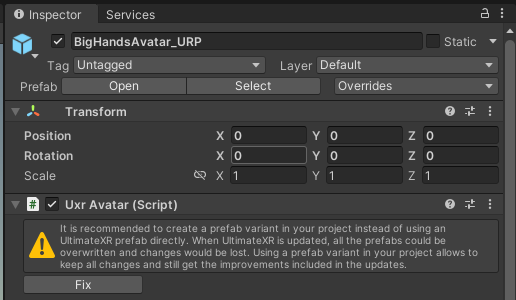 Inspector Services
BigHandsAvatar_URP Static
Tag Untagged Layer Default
Prefab Open Select Overrides
Transform
Position X 0 Y 0 Z 0
Rotation X 0 Y 0 Z 0
Scale X 1 Y 1 Z 1
# Uxr Avatar (Script)
It is recommended to create a prefab variant in your project instead of using an
UltimateXR prefab directly. When UltimateXR is updated, all the prefabs could be
overwritten and changes would be lost. Using a prefab variant in your project allows to
keep all changes and still get the improvements included in the updates.
Fix